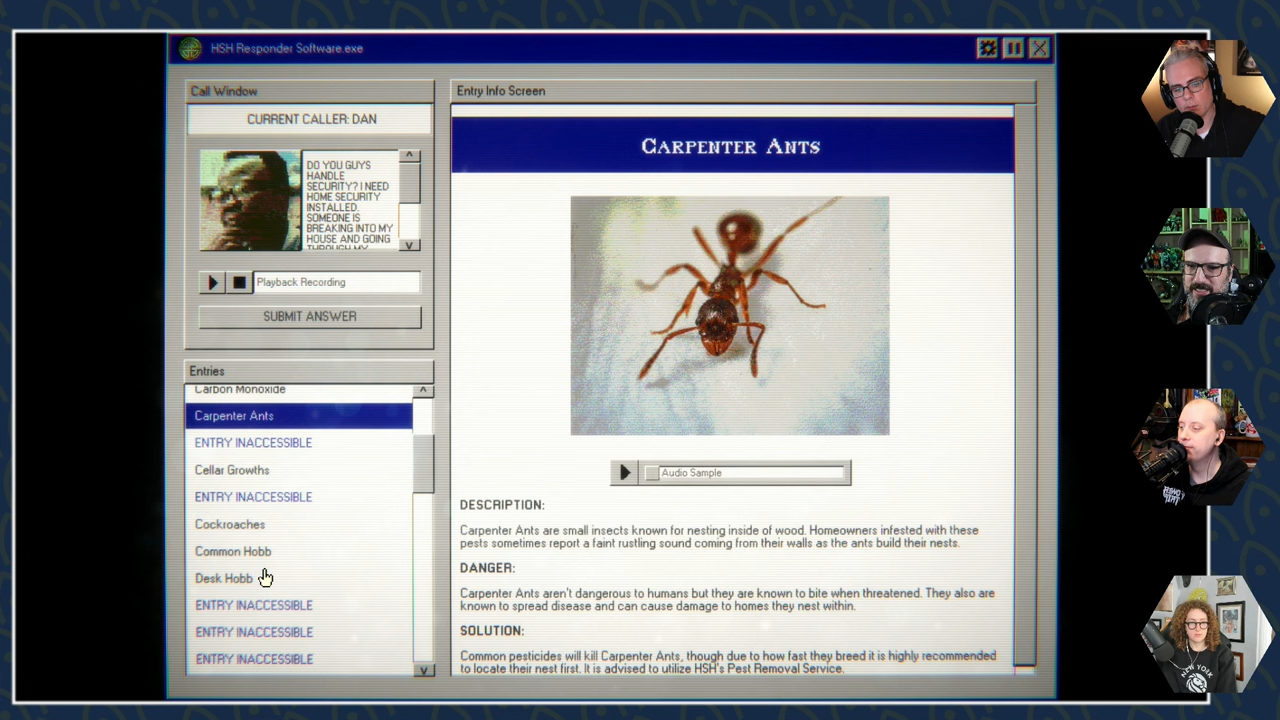 HSH Responder Software.exe
Call Window
CURRENT CALLER: DAN
DO YOU GUYS
HANDLE
SECURITY? I NEED
HOME SECURITY
INSTALLED.
SOMEONE IS
BREAKING INTO MY
HOUSE AND GOING
THROUGH MY
Playback Recording
SUBMIT ANSWER
Entries
Carbon Monoxide
Carpenter Ants
ENTRY INACCESSIBLE
Cellar Growths
ENTRY INACCESSIBLE
Cockroaches
Common Hobb
Desk Hobb
ENTRY INACCESSIBLE
ENTRY INACCESSIBLE
ENTRY INACCESSIBLE
Entry Info Screen
Carpenter Ants
Audio Sample
DESCRIPTION:
Carpenter Ants are small insects known for nesting inside of wood. Homeowners infested with these
pests sometimes report a faint rustling sound coming from their walls as the ants build their nests.
DANGER:
Carpenter Ants aren't dangerous to humans but they are known to bite when threatened. They also are
known to spread disease and can cause damage to homes they nest within.
SOLUTION:
Common pesticides will kill Carpenter Ants, though due to how fast they breed it is highly recommended
to locate their nest first. It is advised to utilize HSH's Pest Removal Service.
NEW YORK